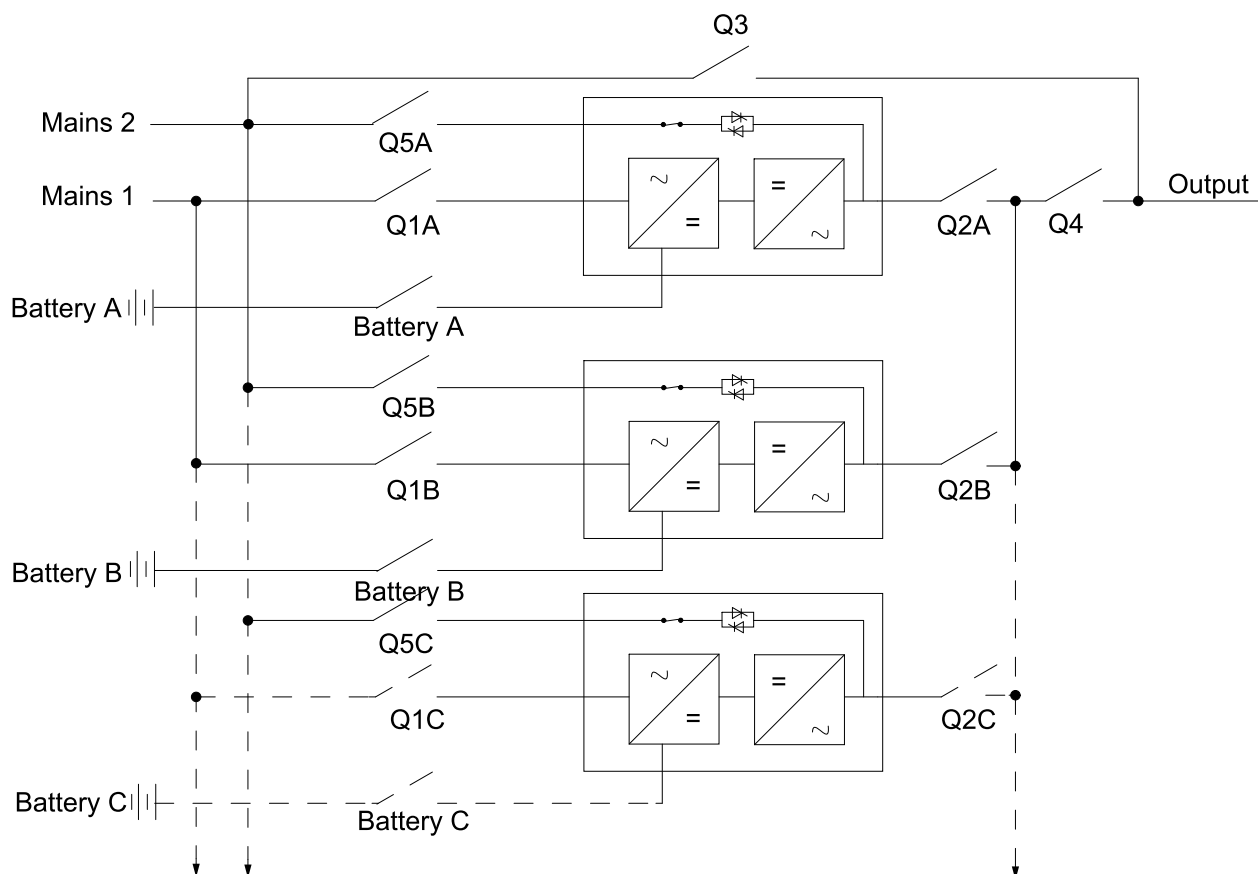 Q3
Mains 2
Q5A
Mains 1
Q1A
Q2A
Q4
Output
Battery A
Battery A
Q5B
Q1B
Q2B
Battery B
Battery B
Q5C
Q1C
Q2C
Battery C
Battery C